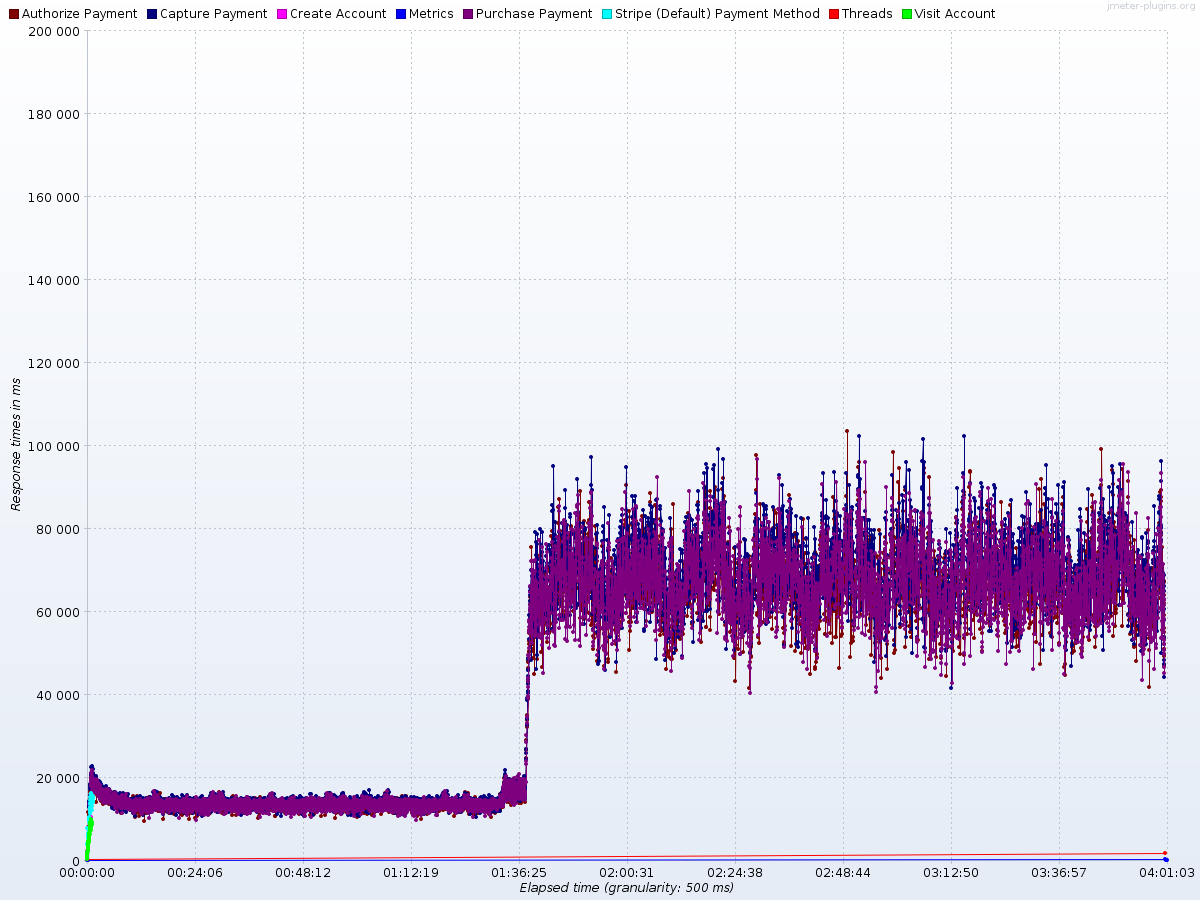 Authorize Payment Capture Payment Create Account Metrics Purchase Payment Stripe (Default) Payment Method Threads Visit Account
jmeter-plugins.org
200 000
180 000
160 000
140 000
120 000
100 000
80 000
60 000
40 000
20 000
0
Response times in ms
00:00:00 00:24:06 00:48:12 01:12:19 01:36:25 02:00:31 02:24:38 02:48:44 03:12:50 03:36:57 04:01:03
Elapsed time (granularity: 500 ms)